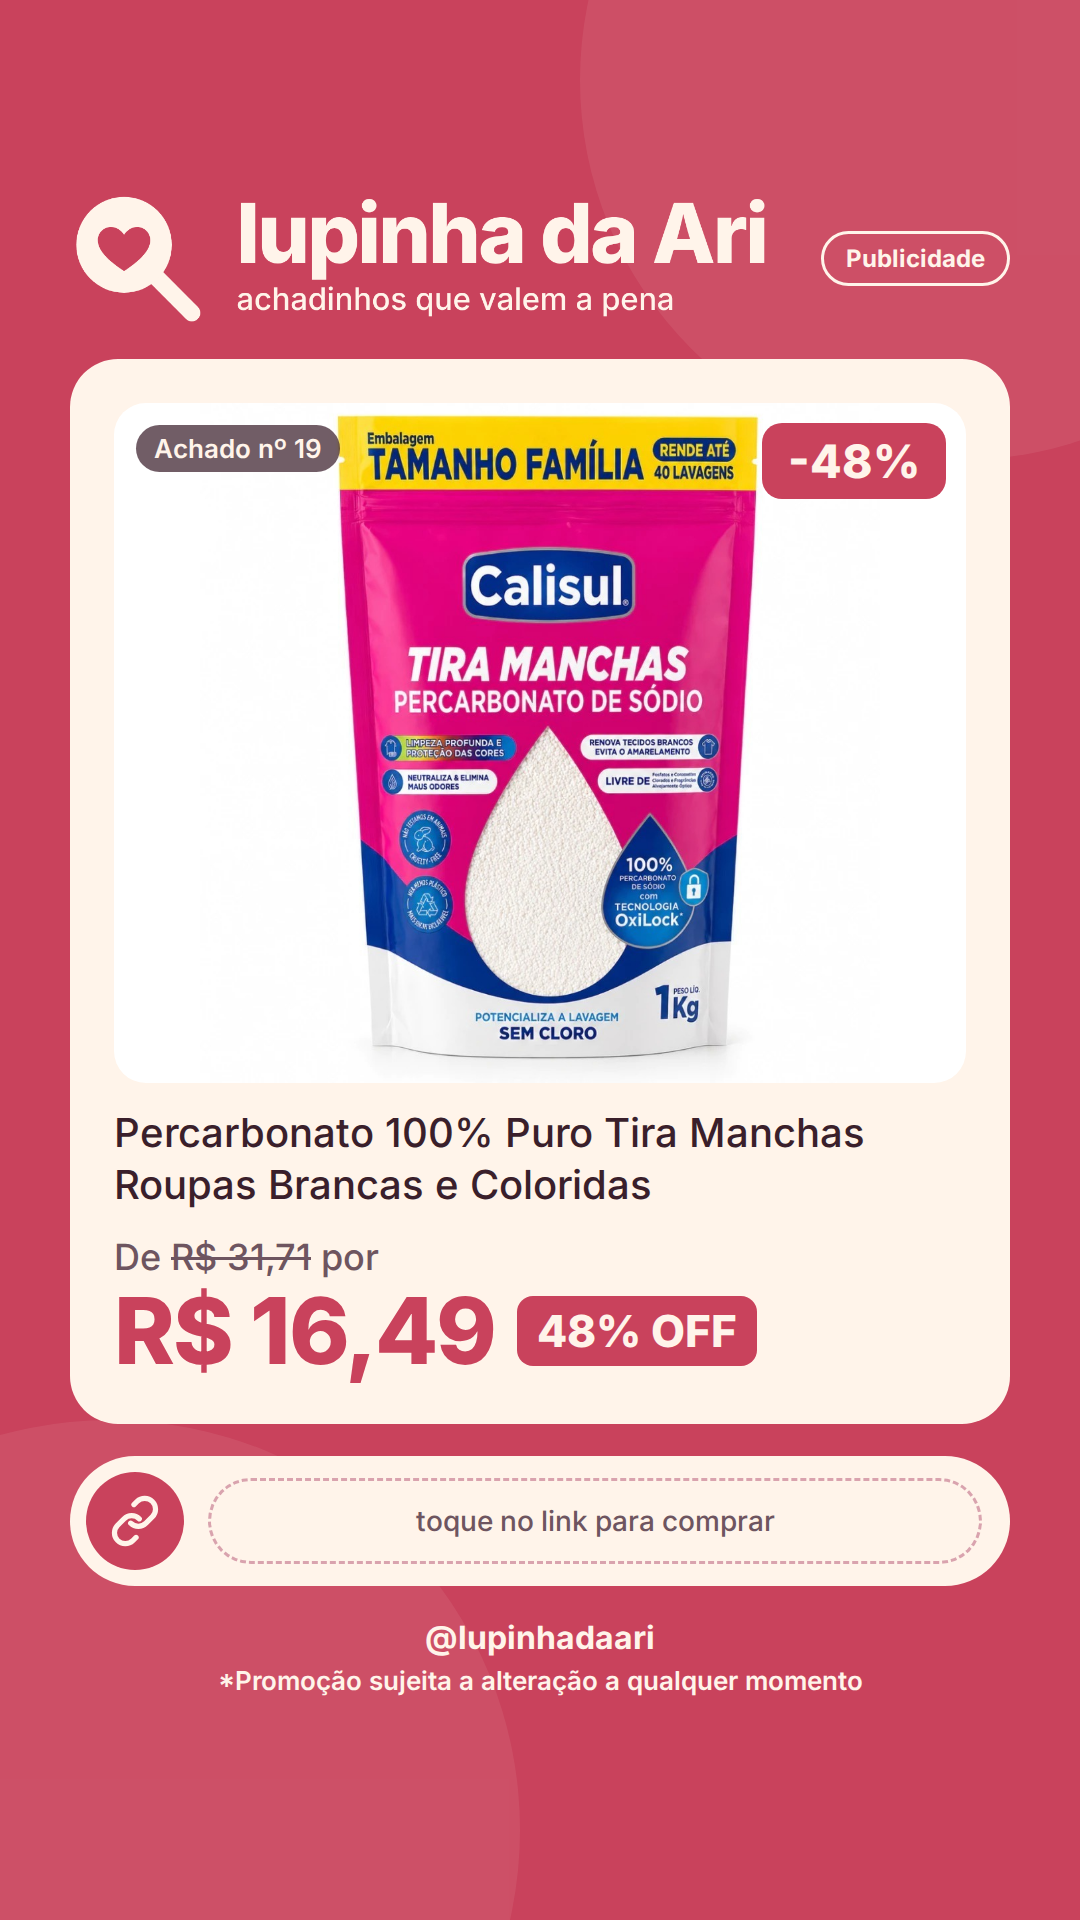 lupinha da Ari
achadinhos que valem a pena
Publicidade
Achado nº 19
-48%
Embalagem
TAMANHO FAMÍLIA
RENDE ATÉ
40 LAVAGENS
Calisul
TIRA MANCHAS
PERCARBONATO DE SÓDIO
LIMPEZA PROFUNDA E
PROTEÇÃO DAS CORES
RENOVA TECIDOS BRANCOS
EVITA O AMARELAMENTO
NEUTRALIZA & ELIMINA
MAUS ODORES
LIVRE DE
CRUELTY-FREE
100%
PERCARBONATO
DE SÓDIO
com
TECNOLOGIA
OxiLock
PESO LÍQ.
1Kg
POTENCIALIZA A LAVAGEM
SEM CLORO
Percarbonato 100% Puro Tira Manchas
Roupas Brancas e Coloridas
De R$ 31,71 por
R$ 16,49
48% OFF
toque no link para comprar
@lupinhadaari
*Promoção sujeita a alteração a qualquer momento